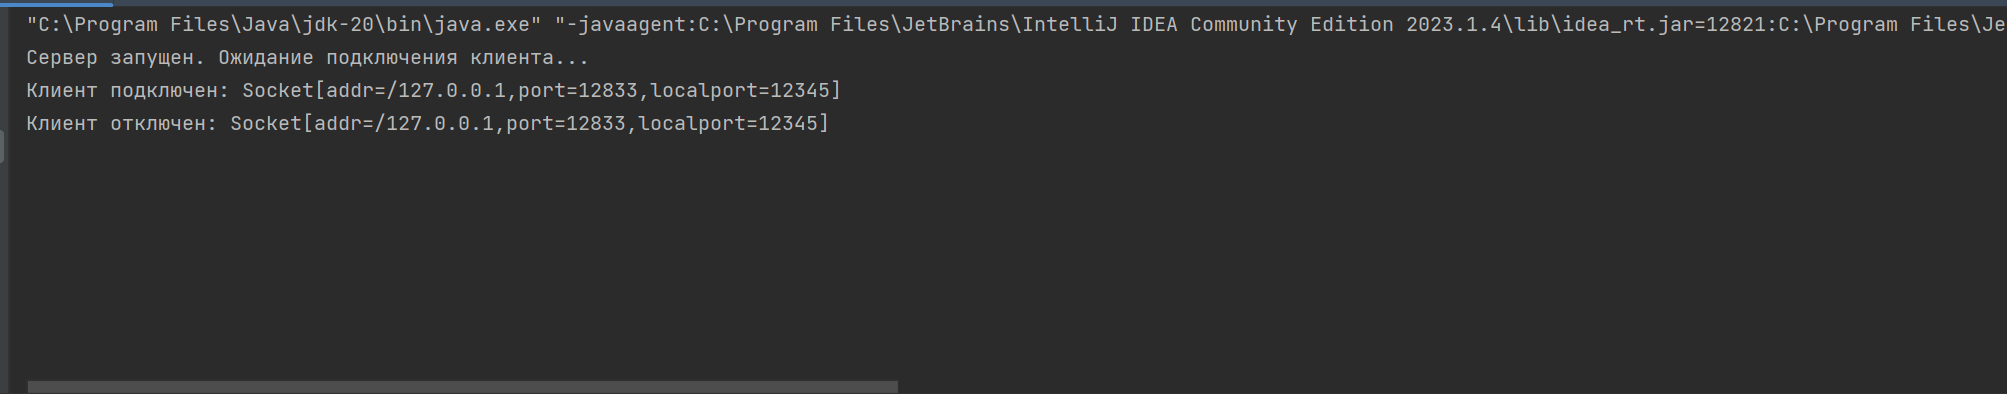 "C:\Program Files\Java\jdk-20\bin\java.exe" "-javaagent:C:\Program Files\JetBrains\IntelliJ IDEA Community Edition 2023.1.4\lib\idea_rt.jar=12821:C:\Program Files\Je
Сервер запущен. Ожидание подключения клиента...
Клиент подключен: Socket[addr=/127.0.0.1,port=12833,localport=12345]
Клиент отключен: Socket[addr=/127.0.0.1,port=12833,localport=12345]